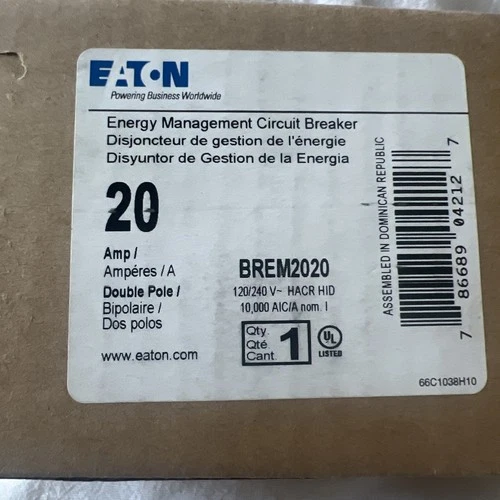 EATON
Powering Business Worldwide
Energy Management Circuit Breaker
Disjoncteur de gestion de l'énergie
Disyuntor de Gestion de la Energia
20
Amp /
Ampéres / A
Double Pole /
Bipolaire /
Dos polos
www.eaton.com
BREM2020
120/240 V~ HACR HID
10,000 AIC/A nom. I
Qty.
Qté
Cant.
1
UL
LISTED
ASSEMBLED IN DOMINICAN REPUBLIC
7 86689 04212 7
66C1038H10